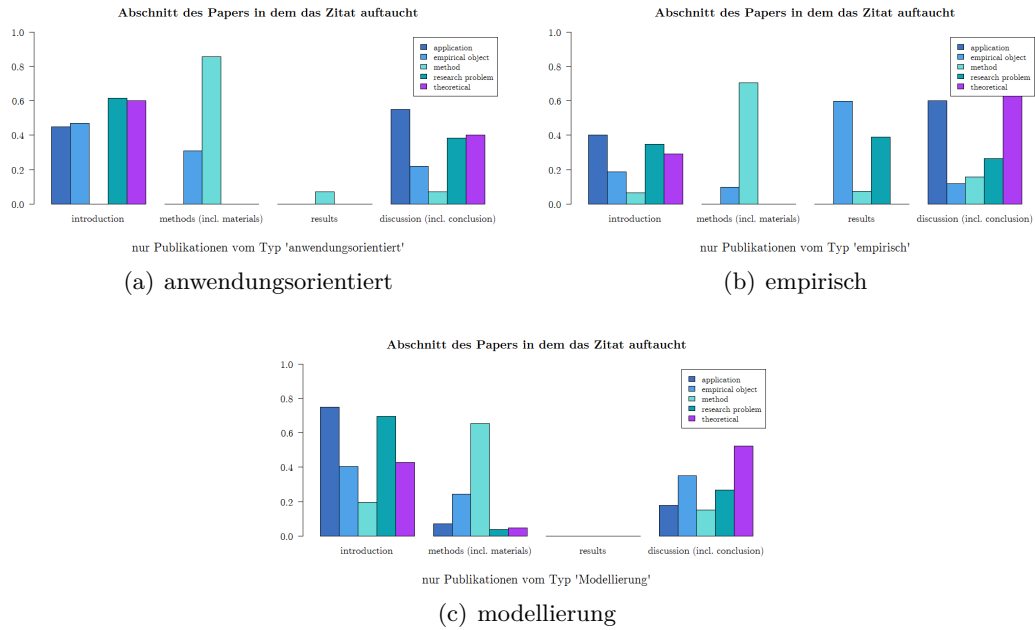 Abschnitt des Papers in dem das Zitat auftaucht
1.0
0.8
0.6
0.4
0.2
0.0
application
empirical object
method
research problem
theoretical
introduction methods (incl. materials) results discussion (incl. conclusion)
nur Publikationen vom Typ 'anwendungsorientiert'
(a) anwendungsorientiert
Abschnitt des Papers in dem das Zitat auftaucht
1.0
0.8
0.6
0.4
0.2
0.0
application
empirical object
method
research problem
theoretical
introduction methods (incl. materials) results discussion (incl. conclusion)
nur Publikationen vom Typ 'empirisch'
(b) empirisch
Abschnitt des Papers in dem das Zitat auftaucht
1.0
0.8
0.6
0.4
0.2
0.0
application
empirical object
method
research problem
theoretical
introduction methods (incl. materials) results discussion (incl. conclusion)
nur Publikationen vom Typ 'Modellierung'
(c) modellierung